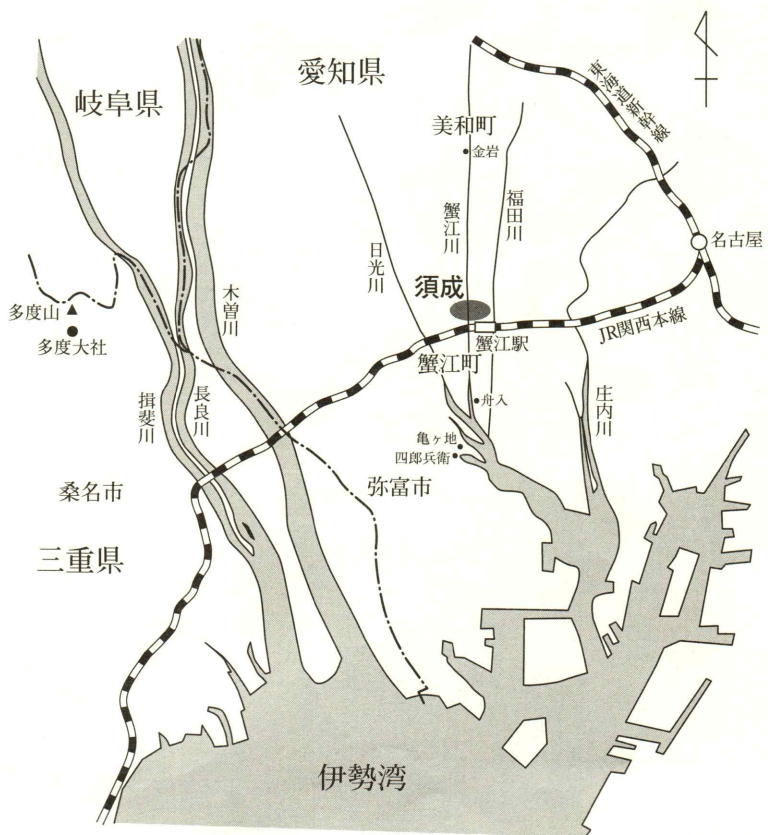 愛知県
岐阜県
東海道新幹線
美和町
金岩
福田川
蟹江川
日光川
名古屋
木曽川
須成
多度山
多度大社
JR関西本線
蟹江駅
蟹江町
揖斐川
長良川
庄内川
舟入
亀ヶ地
四郎兵衛
桑名市
弥富市
三重県
伊勢湾